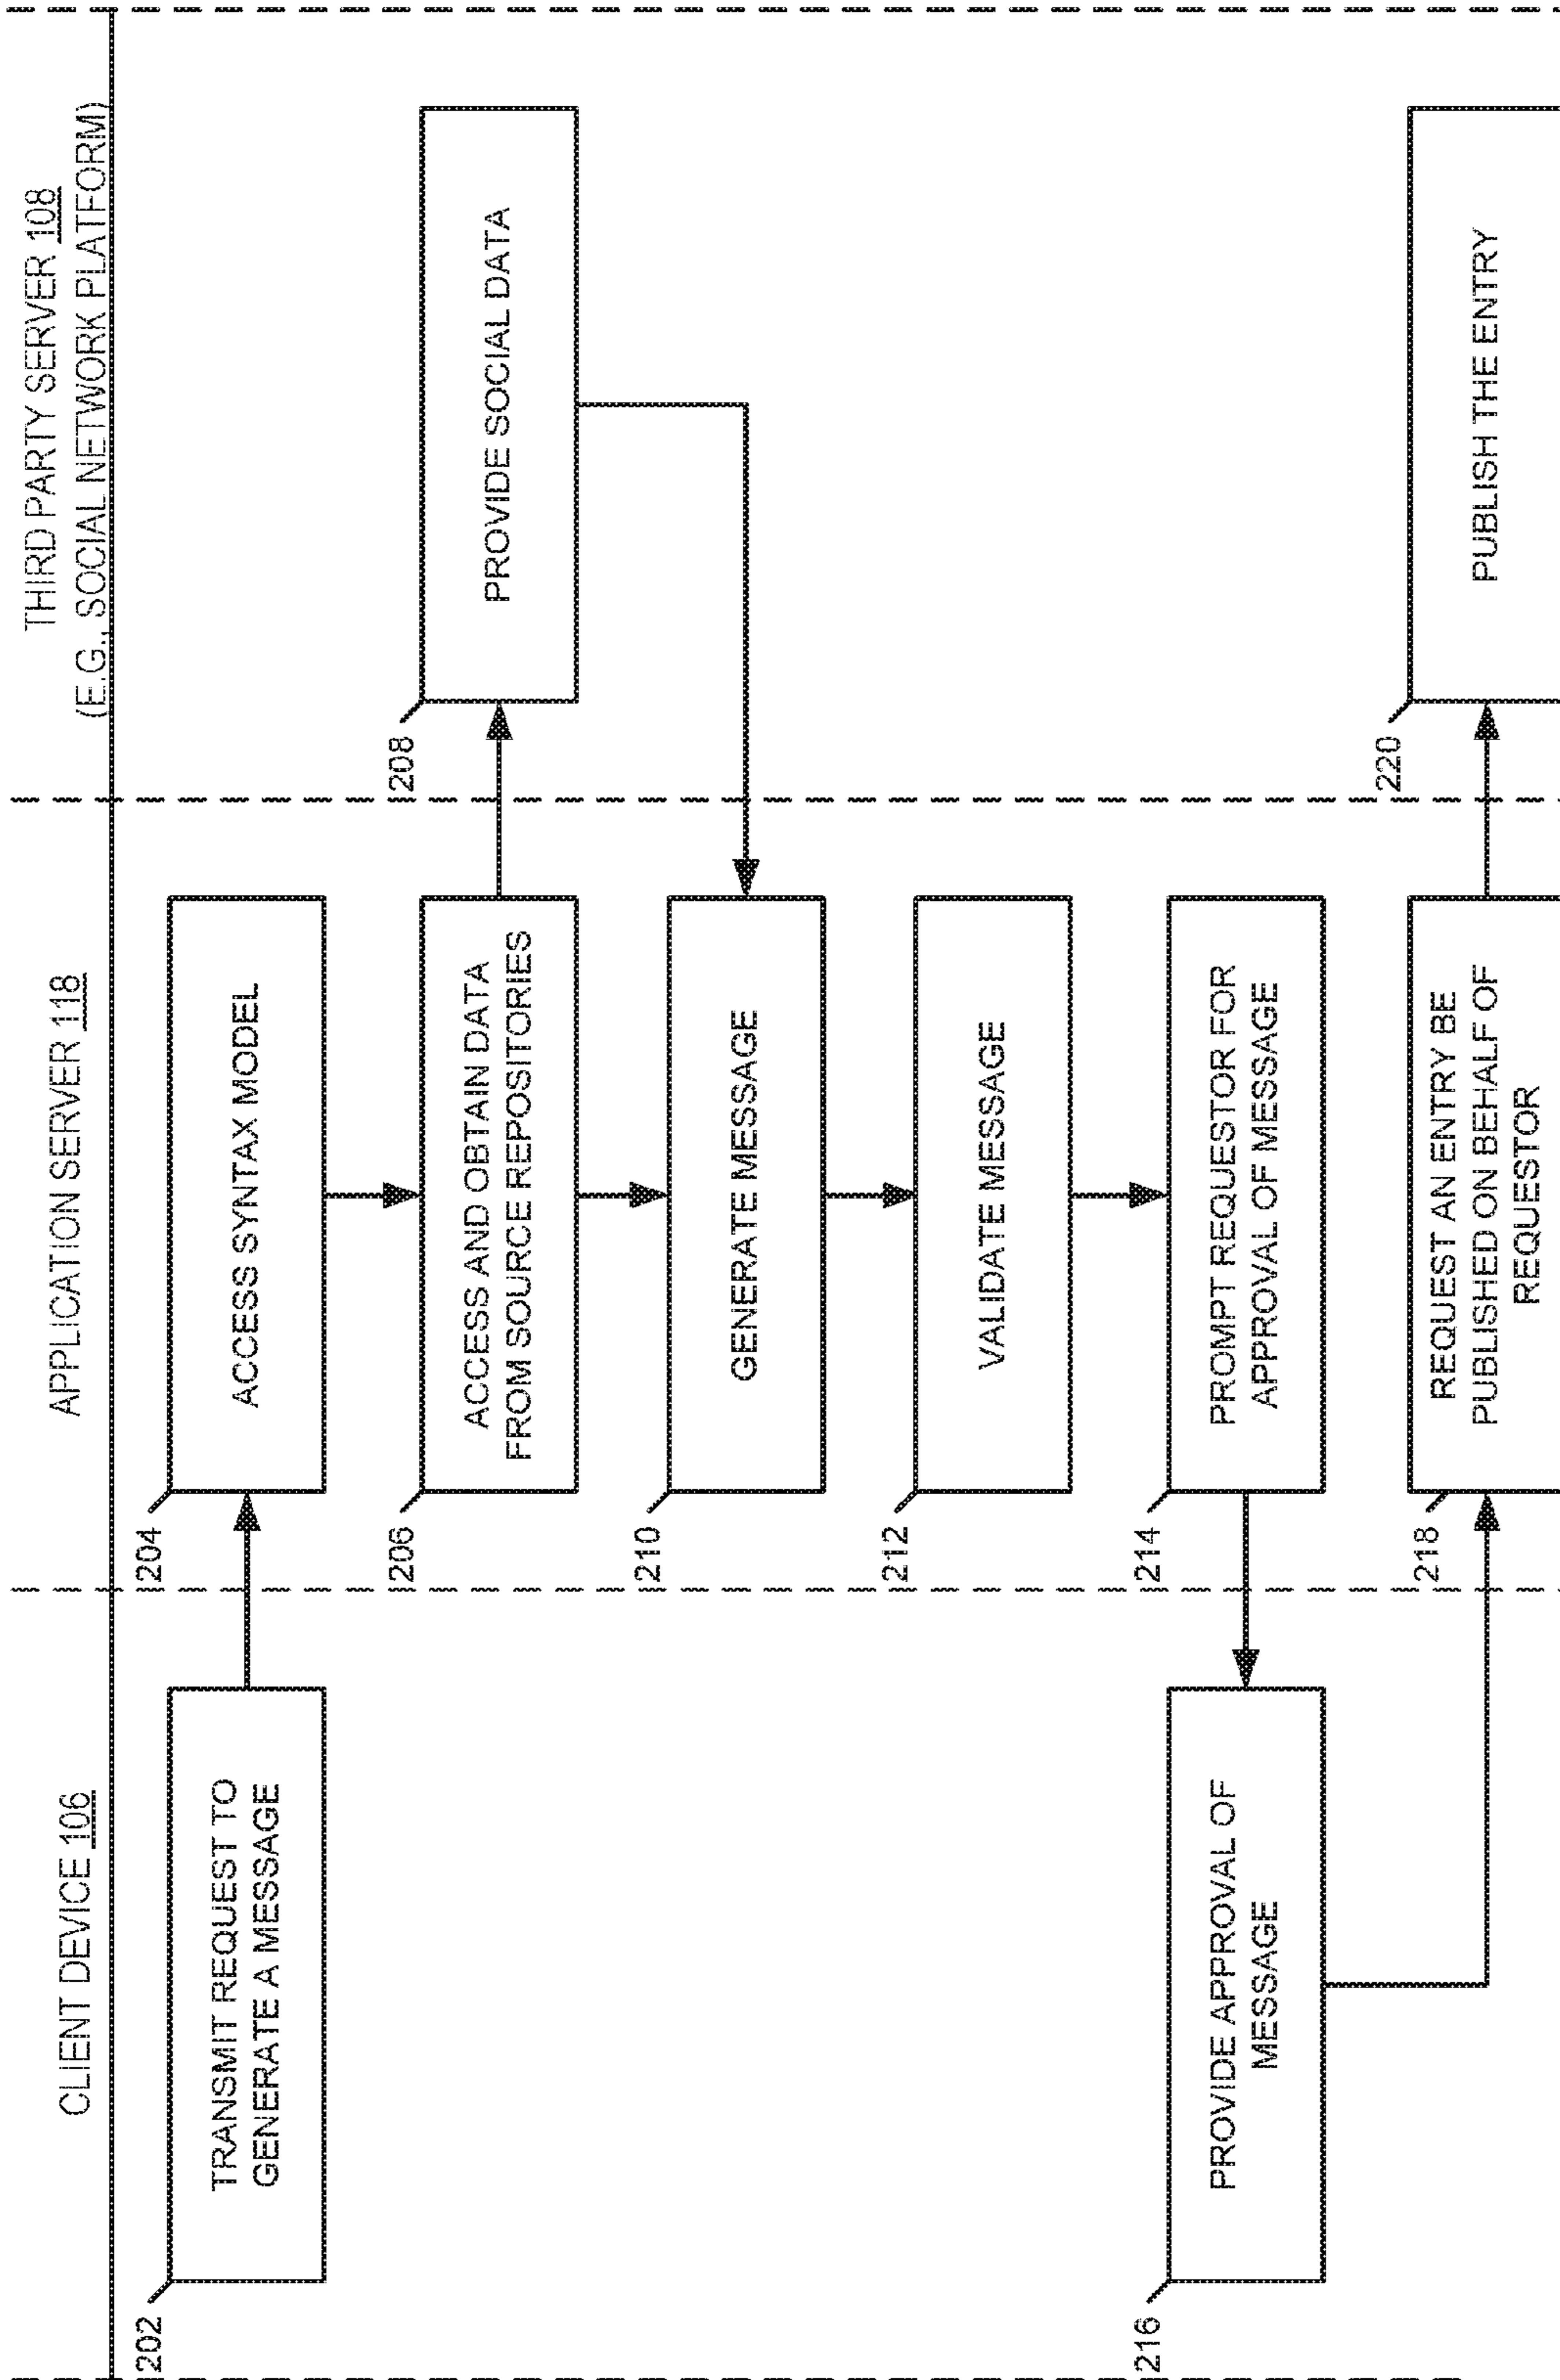 CLIENT DEVICE 106
APPLICATION SERVER 118
THIRD PARTY SERVER 108
(E.G., SOCIAL NETWORK PLATFORM)
202
TRANSMIT REQUEST TO
GENERATE A MESSAGE
204
ACCESS SYNTAX MODEL
206
ACCESS AND OBTAIN DATA
FROM SOURCE REPOSITORIES
208
PROVIDE SOCIAL DATA
210
GENERATE MESSAGE
212
VALIDATE MESSAGE
214
PROMPT REQUESTOR FOR
APPROVAL OF MESSAGE
216
PROVIDE APPROVAL OF
MESSAGE
218
REQUEST AN ENTRY BE
PUBLISHED ON BEHALF OF
REQUESTOR
220
PUBLISH THE ENTRY